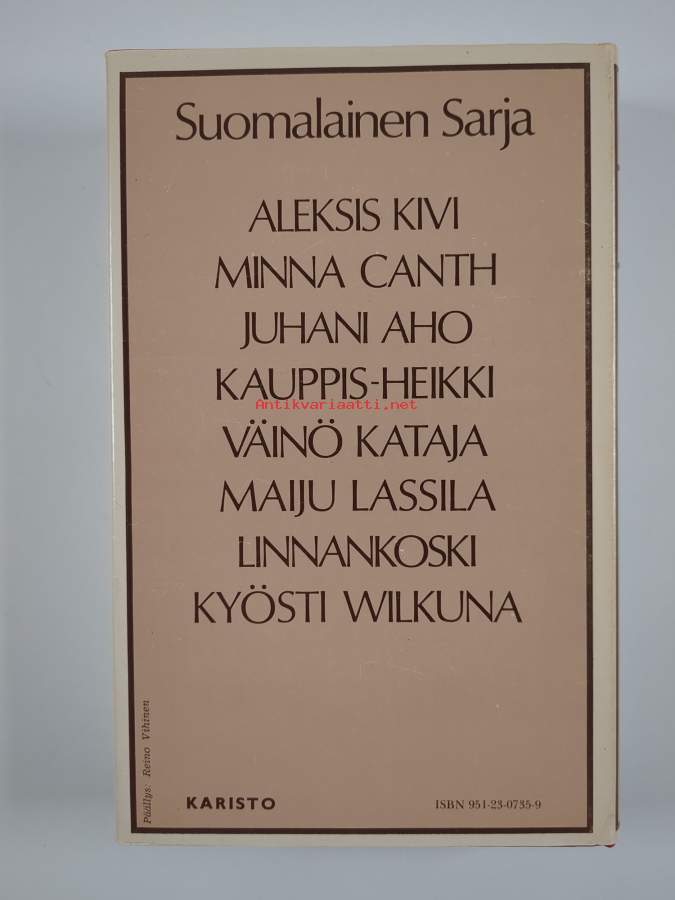 Suomalainen Sarja
ALEKSIS KIVI
MINNA CANTH
JUHANI AHO
KAUPPIS-HEIKKI
Antikvariaatti.net
VÄINÖ KATAJA
MAIJU LASSILA
LINNANKOSKI
KYÖSTI WILKUNA
Päällys: Reino Vihinen
KARISTO
ISBN 951-23-0735-9